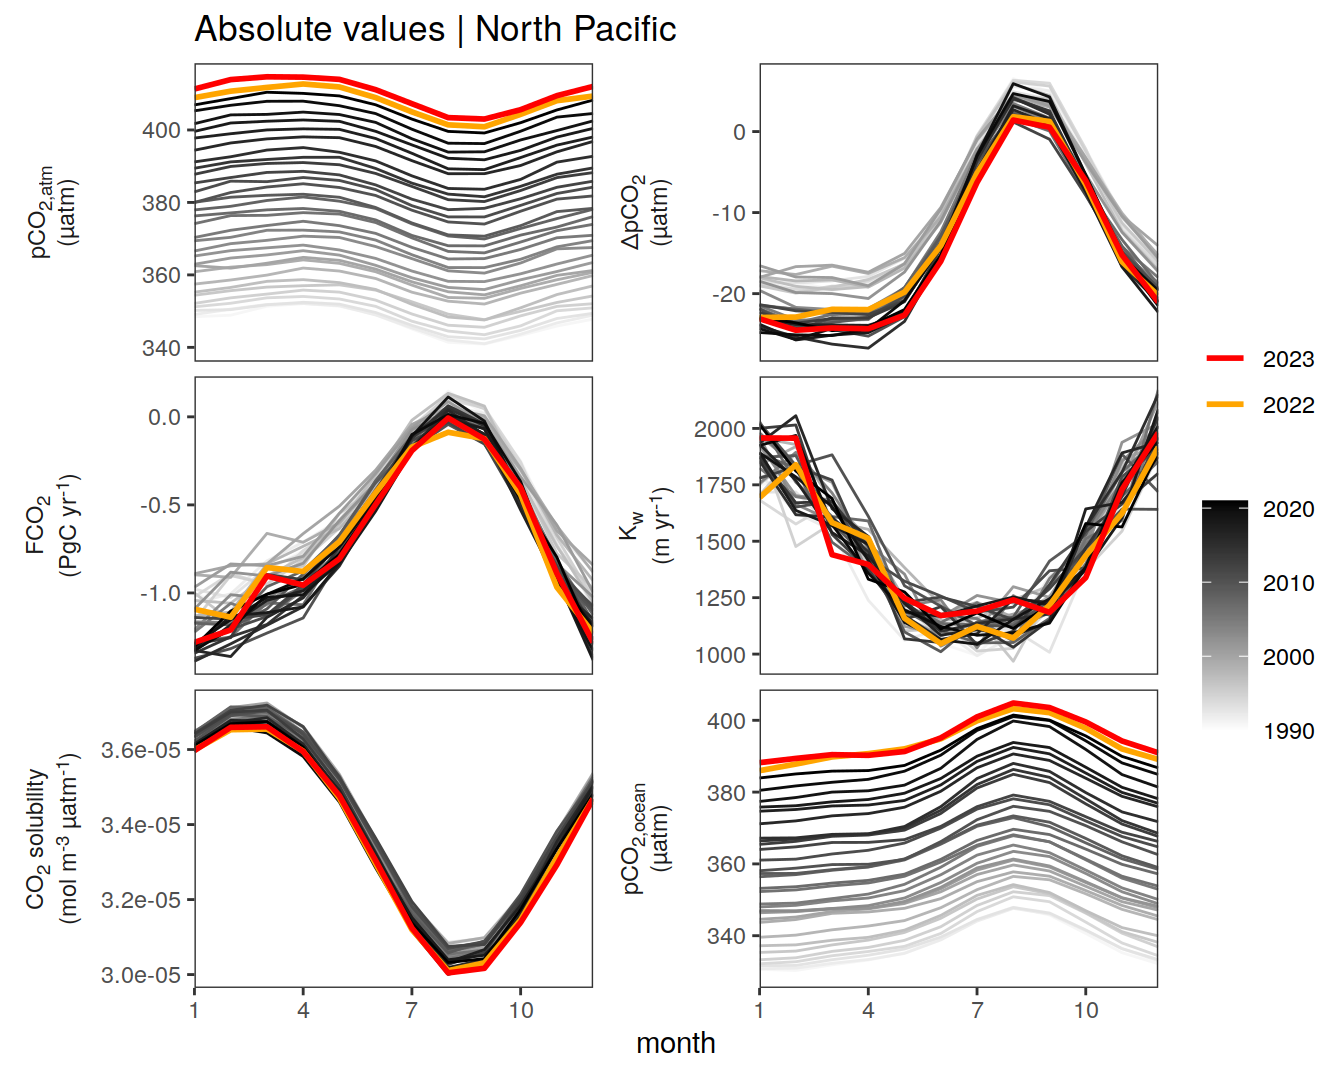 Absolute values | North Pacific
pCO2,atm
(µatm)
400
380
360
340
ΔpCO2
(µatm)
0
-10
-20
FCO2
(PgC yr-1)
0.0
-0.5
-1.0
Kw
(m yr-1)
2000
1750
1500
1250
1000
CO2 solubility
(mol m-3 µatm-1)
3.6e-05
3.4e-05
3.2e-05
3.0e-05
1 4 7 10
pCO2,ocean
(µatm)
400
380
360
340
1 4 7 10
month
2023
2022
2020
2010
2000
1990